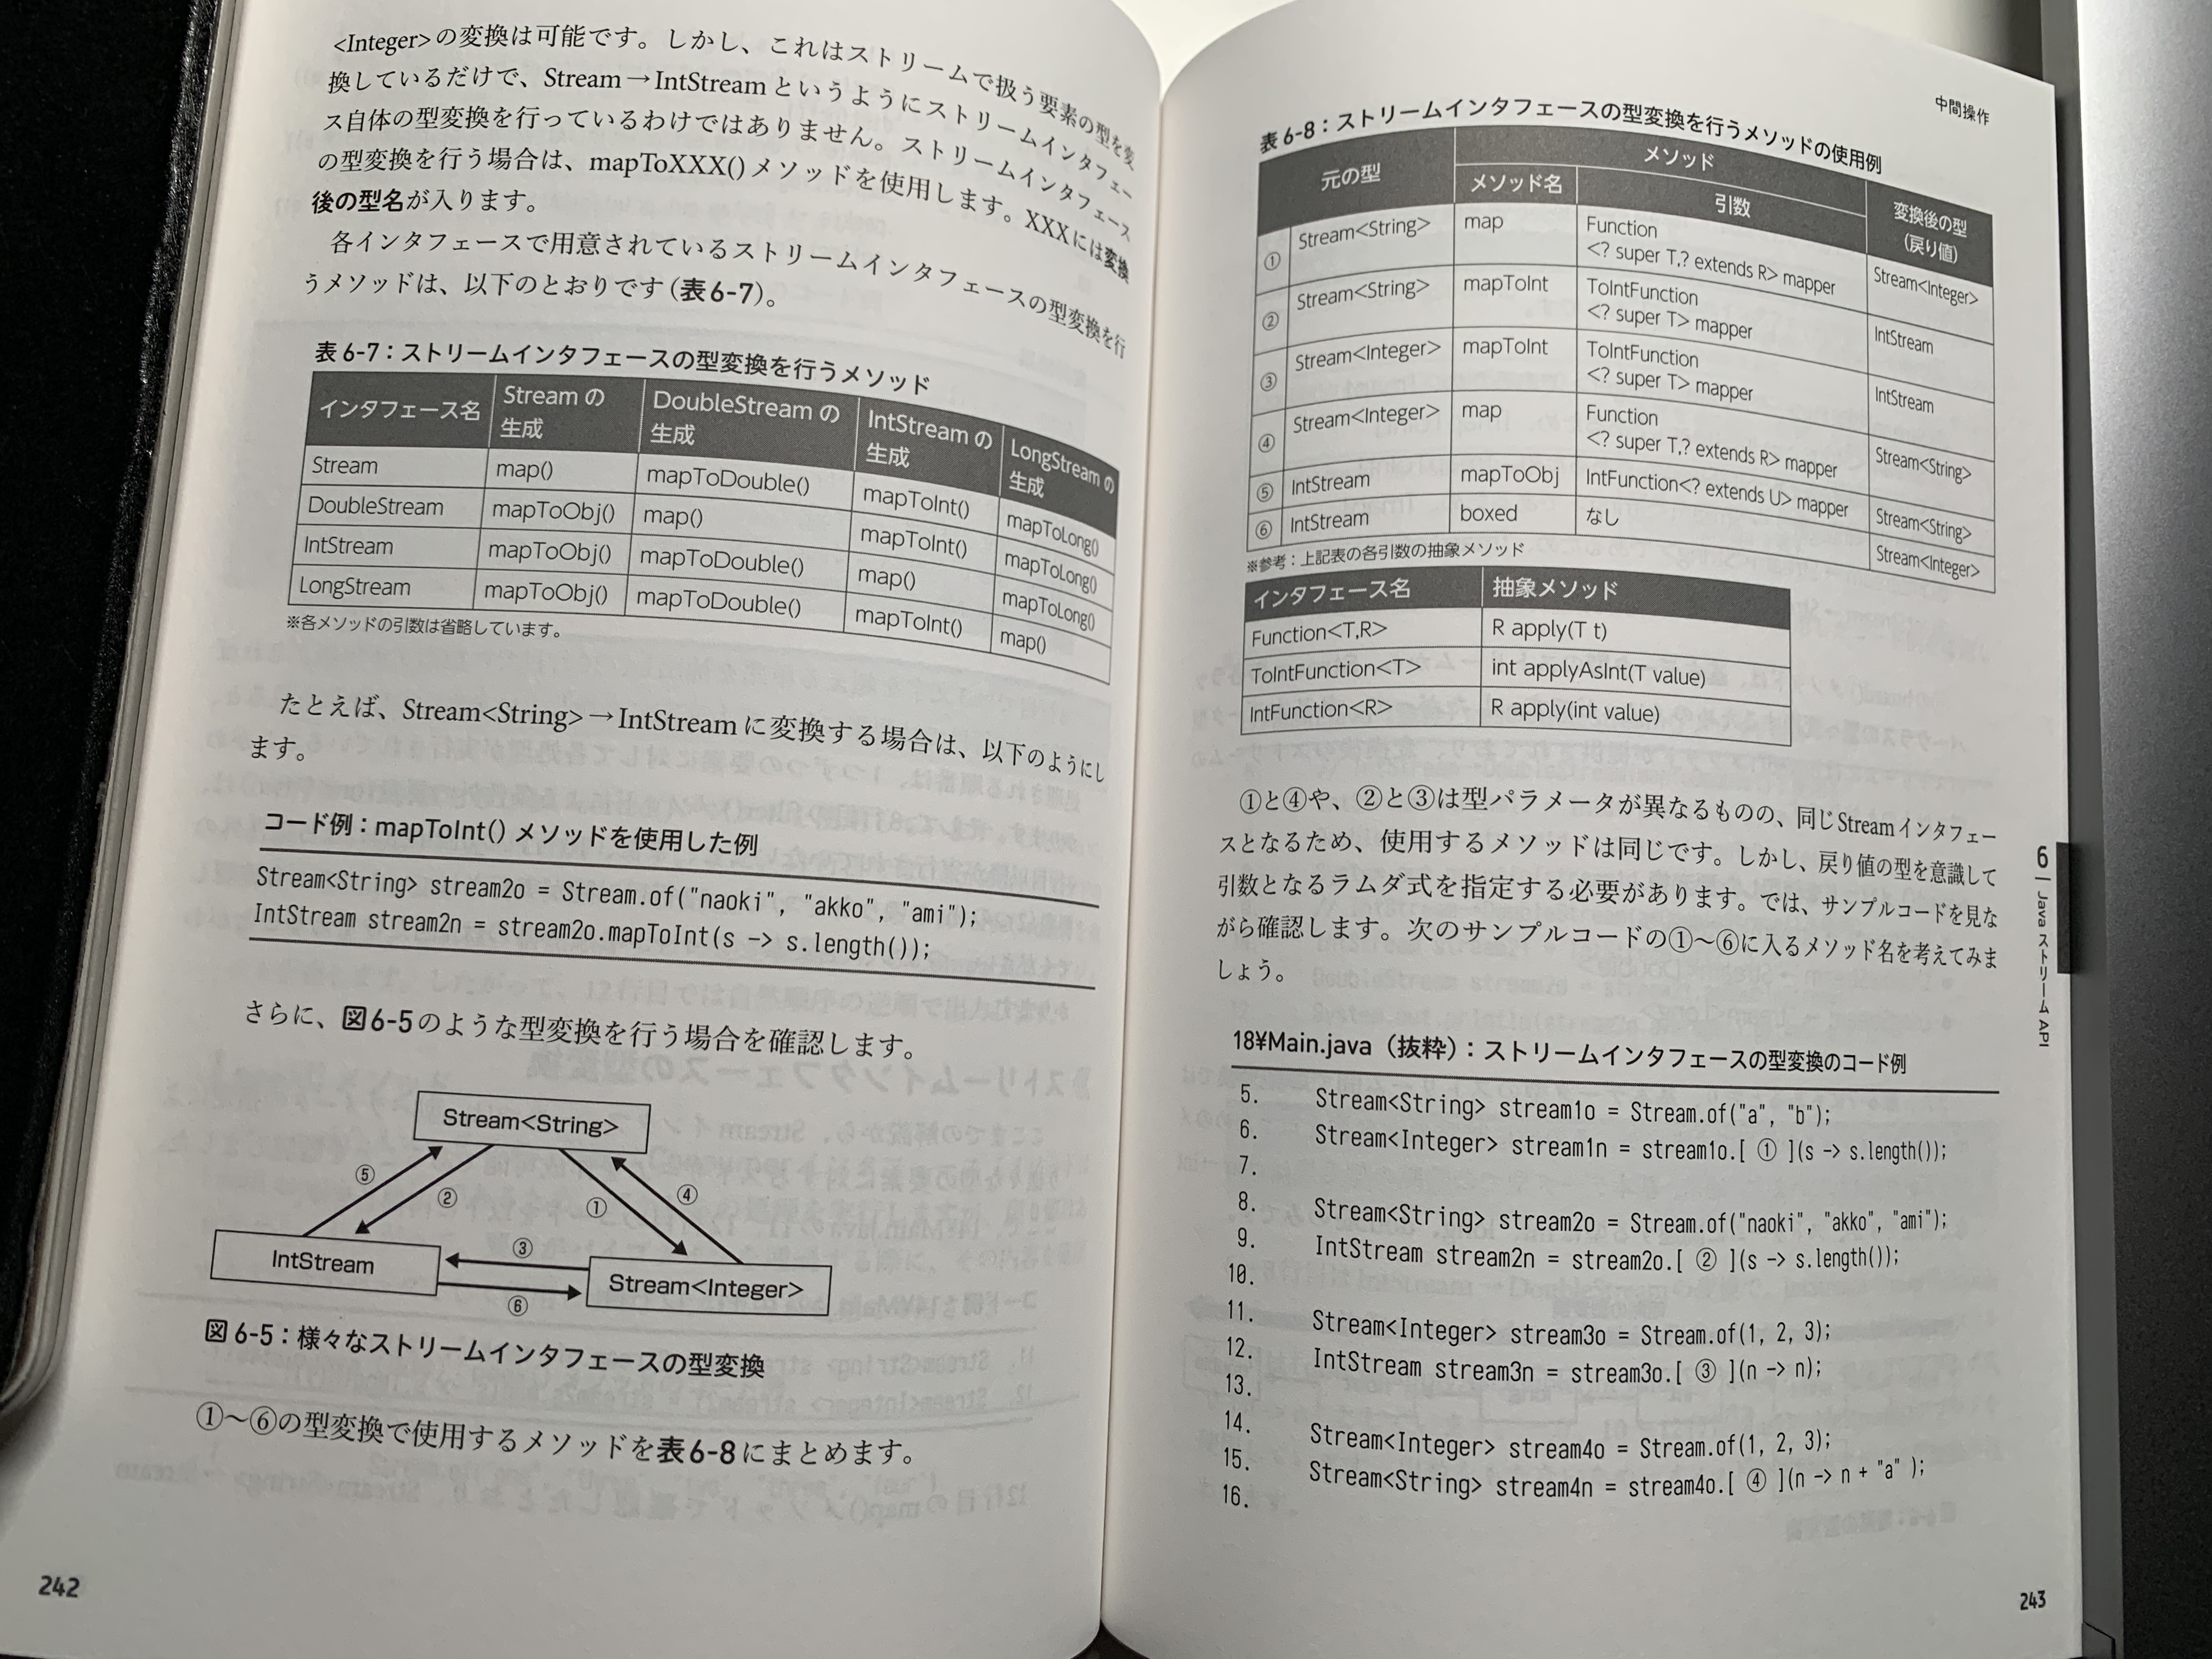 <Integer>の変換は可能です。しかし、これはストリームで扱う要素の型を変
換しているだけで、Stream→IntStreamというようにストリームインタフェー
ス自体の型変換を行っているわけではありません。ストリームインタフェース
の型変換を行う場合は、mapToXXX()メソッドを使用します。XXXには変換
後の型名が入ります。
各インタフェースで用意されているストリームインタフェースの型変換を行
うメソッドは、以下のとおりです(表6-7)。
表6-7:ストリームインタフェースの型変換を行うメソッド
インタフェース名 Streamの生成 DoubleStreamの生成 IntStreamの生成 LongStreamの生成
Stream map() mapToDouble() mapToInt() mapToLong()
DoubleStream mapToObj() map() mapToInt() mapToLong()
IntStream mapToObj() mapToDouble() map() mapToLong()
LongStream mapToObj() mapToDouble() mapToInt() map()
※各メソッドの引数は省略しています。
たとえば、Stream<String>→IntStreamに変換する場合は、以下のようにし
ます。
コード例:mapToInt()メソッドを使用した例
Stream<String> stream2o = Stream.of("naoki", "akko", "ami");
IntStream stream2n = stream2o.mapToInt(s -> s.length());
さらに、図6-5のような型変換を行う場合を確認します。
Stream<String>
⑤ ② ① ④
IntStream ③ ⑥ Stream<Integer>
図6-5:様々なストリームインタフェースの型変換
①〜⑥の型変換で使用するメソッドを表6-8にまとめます。
242
中間操作
表6-8:ストリームインタフェースの型変換を行うメソッドの使用例
元の型 メソッド 変換後の型(戻り値)
メソッド名 引数
① Stream<String> map Function<? super T,? extends R> mapper Stream<Integer>
② Stream<String> mapToInt ToIntFunction<? super T> mapper IntStream
③ Stream<Integer> mapToInt ToIntFunction<? super T> mapper IntStream
④ Stream<Integer> map Function<? super T,? extends R> mapper Stream<String>
⑤ IntStream mapToObj IntFunction<? extends U> mapper Stream<String>
⑥ IntStream boxed なし Stream<Integer>
※参考:上記表の各引数の抽象メソッド
インタフェース名 抽象メソッド
Function<T,R> R apply(T t)
ToIntFunction<T> int applyAsInt(T value)
IntFunction<R> R apply(int value)
①と④や、②と③は型パラメータが異なるものの、同じStreamインタフェー
スとなるため、使用するメソッドは同じです。しかし、戻り値の型を意識して
引数となるラムダ式を指定する必要があります。では、サンプルコードを見な
がら確認します。次のサンプルコードの①〜⑥に入るメソッド名を考えてみま
しょう。
18¥Main.java(抜粋):ストリームインタフェースの型変換のコード例
5. Stream<String> stream1o = Stream.of("a", "b");
6. Stream<Integer> stream1n = stream1o.[ ① ](s -> s.length());
7.
8. Stream<String> stream2o = Stream.of("naoki", "akko", "ami");
9. IntStream stream2n = stream2o.[ ② ](s -> s.length());
10.
11. Stream<Integer> stream3o = Stream.of(1, 2, 3);
12. IntStream stream3n = stream3o.[ ③ ](n -> n);
13.
14. Stream<Integer> stream4o = Stream.of(1, 2, 3);
15. Stream<String> stream4n = stream4o.[ ④ ](n -> n + "a" );
16.
6 Java ストリーム API
243